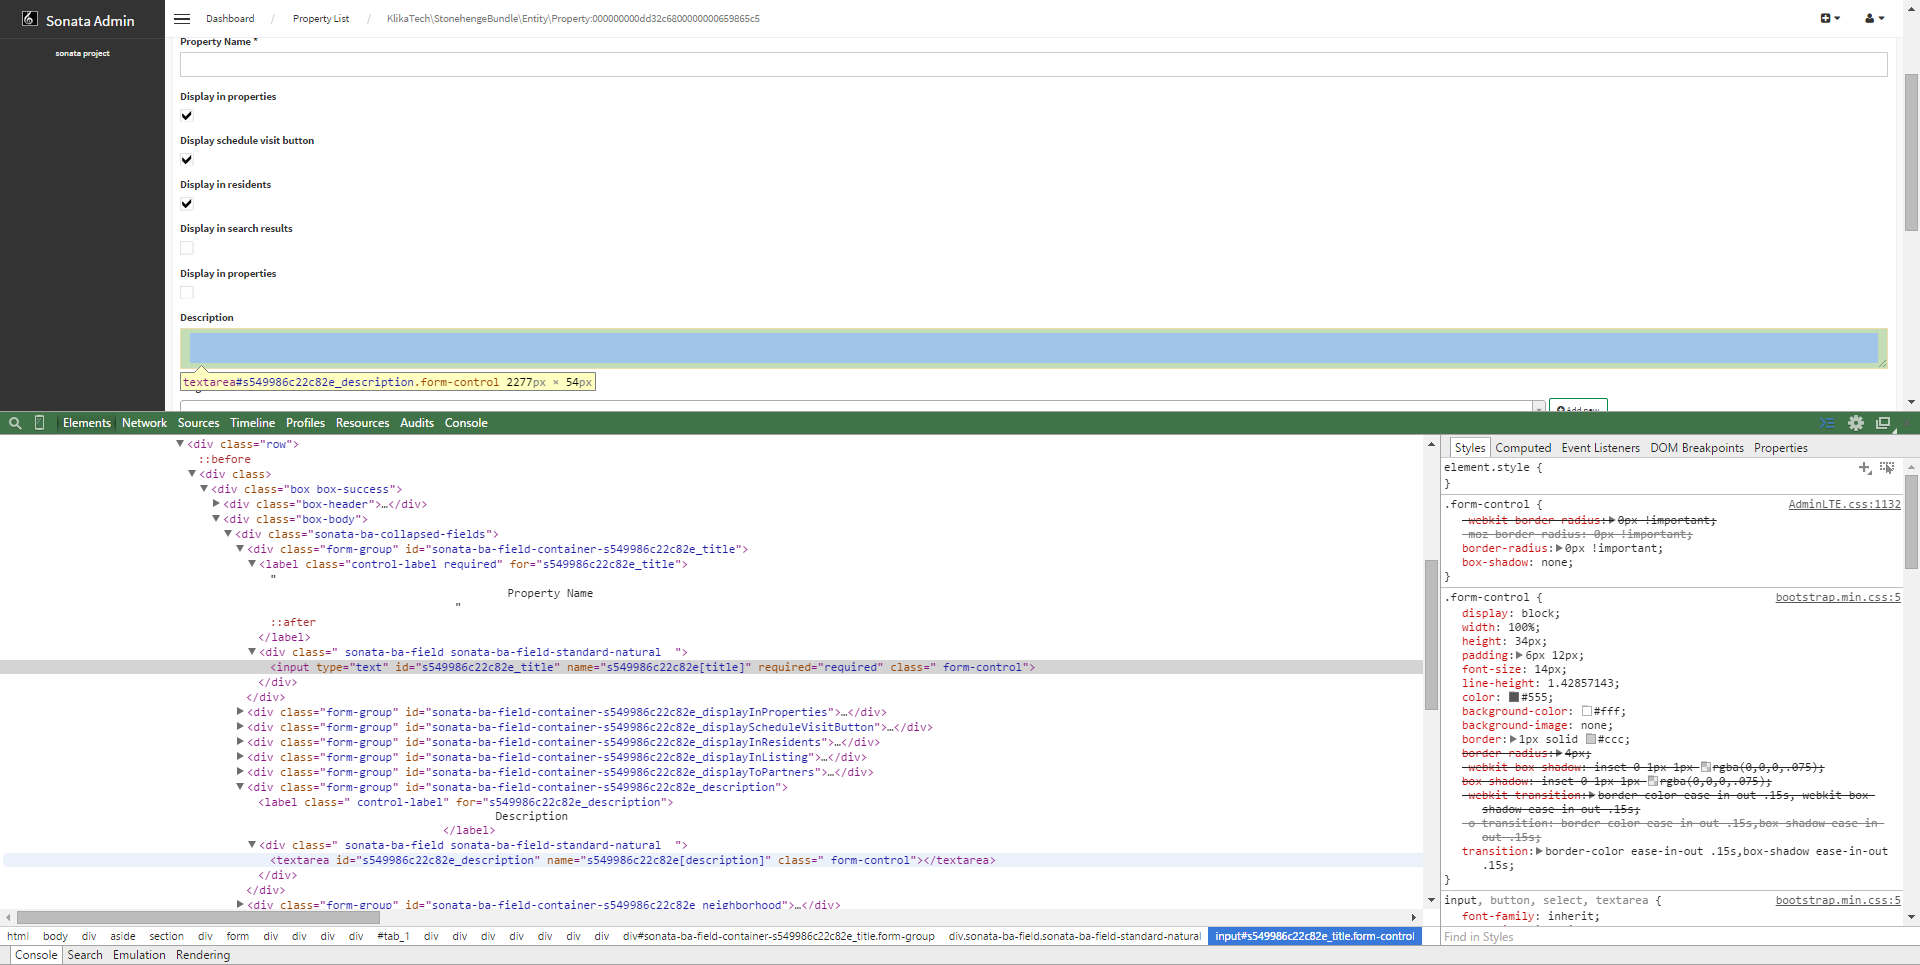 Sonata Admin
Dashboard / Property List / KlikaTech\StonehengeBundle\Entity\Property:000000000dd32c6800000000659865c5
sonata project
Property Name *
Display in properties
Display schedule visit button
Display in residents
Display in search results
Display in properties
Description
textarea#s549986c22c82e_description.form-control 2277px × 54px
Add new
Elements Network Sources Timeline Profiles Resources Audits Console
<div class="row">
::before
<div class>
<div class="box box-success">
<div class="box-header">…</div>
<div class="box-body">
<div class="sonata-ba-collapsed-fields">
<div class="form-group" id="sonata-ba-field-container-s549986c22c82e_title">
<label class="control-label required" for="s549986c22c82e_title">
"
Property Name
"
::after
</label>
<div class=" sonata-ba-field sonata-ba-field-standard-natural  ">
<input type="text" id="s549986c22c82e_title" name="s549986c22c82e[title]" required="required" class=" form-control">
</div>
</div>
<div class="form-group" id="sonata-ba-field-container-s549986c22c82e_displayInProperties">…</div>
<div class="form-group" id="sonata-ba-field-container-s549986c22c82e_displayScheduleVisitButton">…</div>
<div class="form-group" id="sonata-ba-field-container-s549986c22c82e_displayInResidents">…</div>
<div class="form-group" id="sonata-ba-field-container-s549986c22c82e_displayInListing">…</div>
<div class="form-group" id="sonata-ba-field-container-s549986c22c82e_displayToPartners">…</div>
<div class="form-group" id="sonata-ba-field-container-s549986c22c82e_description">
<label class=" control-label" for="s549986c22c82e_description">
Description
</label>
<div class=" sonata-ba-field sonata-ba-field-standard-natural  ">
<textarea id="s549986c22c82e_description" name="s549986c22c82e[description]" class=" form-control"></textarea>
</div>
</div>
<div class="form-group" id="sonata-ba-field-container-s549986c22c82e_neighborhood">…</div>
html body div aside section div form div div div div #tab_1 div div div div div div div div#sonata-ba-field-container-s549986c22c82e_title.form-group div.sonata-ba-field.sonata-ba-field-standard-natural input#s549986c22c82e_title.form-control
Console Search Emulation Rendering
Styles Computed Event Listeners DOM Breakpoints Properties
element.style {
}
.form-control { AdminLTE.css:1132
-webkit-border-radius: 0px !important;
-moz-border-radius: 0px !important;
border-radius: 0px !important;
box-shadow: none;
}
.form-control { bootstrap.min.css:5
display: block;
width: 100%;
height: 34px;
padding: 6px 12px;
font-size: 14px;
line-height: 1.42857143;
color: #555;
background-color: #fff;
background-image: none;
border: 1px solid #ccc;
border-radius: 4px;
-webkit-box-shadow: inset 0 1px 1px rgba(0,0,0,.075);
box-shadow: inset 0 1px 1px rgba(0,0,0,.075);
-webkit-transition: border-color ease-in-out .15s,-webkit-box-
shadow ease-in-out .15s;
-o-transition: border-color ease-in-out .15s,box-shadow ease-in-
out .15s;
transition: border-color ease-in-out .15s,box-shadow ease-in-out
.15s;
}
input, button, select, textarea { bootstrap.min.css:5
font-family: inherit;
Find in Styles